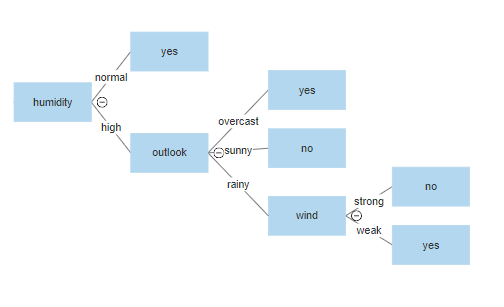 yes
normal
humidity
high
outlook
yes
overcast
sunny
no
rainy
wind
strong
no
weak
yes